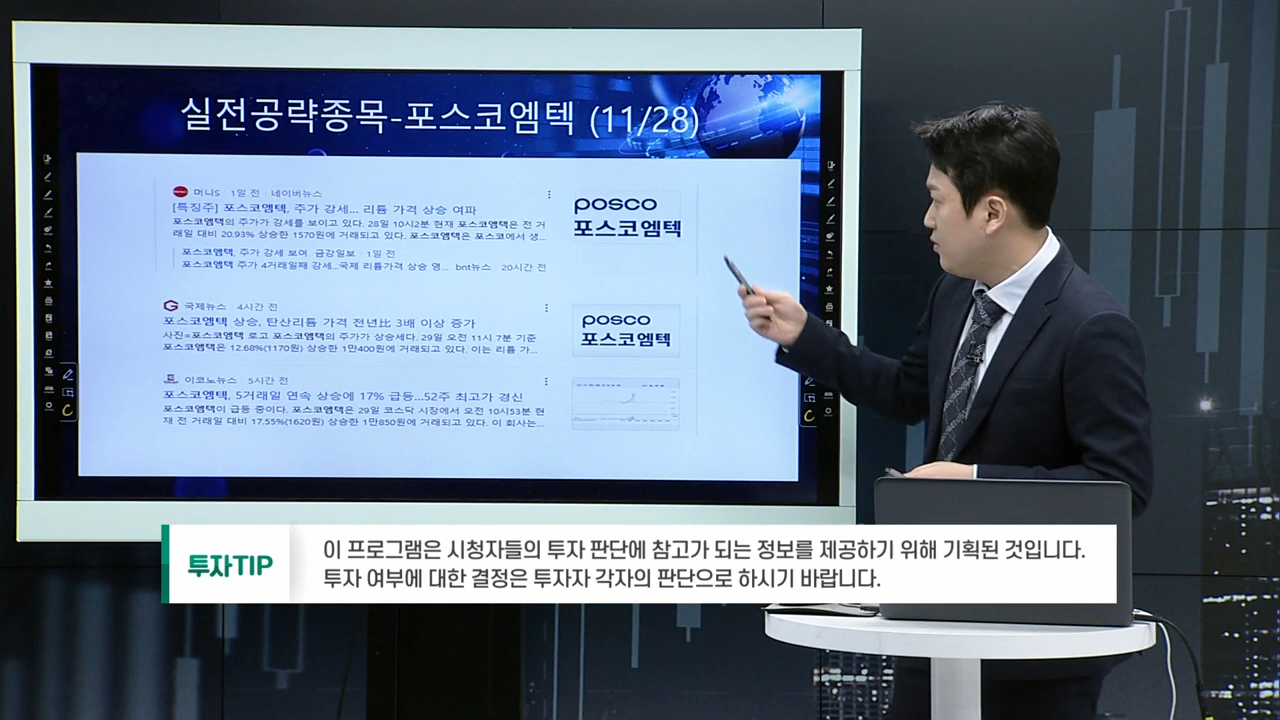 실전공략종목-포스코엠텍 (11/28)
머니S 1일 전 네이버뉴스
[특징주] 포스코엠텍, 주가 강세... 리튬 가격 상승 여파
포스코엠텍의 주가가 강세를 보이고 있다. 28일 10시2분 현재 포스코엠텍은 전 거
래일 대비 20.93% 상승한 1570원에 거래되고 있다. 포스코엠텍은 포스코에서 생...
포스코엠텍, 주가 강세 보여 금강일보 1일 전
포스코엠텍 주가 4거래일째 강세...국제 리튬가격 상승 영... bnt뉴스 20시간 전
posco
포스코엠텍
국제뉴스 4시간 전
포스코엠텍 상승, 탄산리튬 가격 전년比 3배 이상 증가
사진=포스코엠텍 로고 포스코엠텍의 주가가 상승세다. 29일 오전 11시 7분 기준
포스코엠텍은 12.68%(1170원) 상승한 1만400원에 거래되고 있다. 이는 리튬 가...
posco
포스코엠텍
이코노뉴스 5시간 전
포스코엠텍, 5거래일 연속 상승에 17% 급등...52주 최고가 경신
포스코엠텍이 급등 중이다. 포스코엠텍은 29일 코스닥 시장에서 오전 10시53분 현
재 전 거래일 대비 17.55%(1620원) 상승한 1만850원에 거래되고 있다. 이 회사는...
투자TIP
이 프로그램은 시청자들의 투자 판단에 참고가 되는 정보를 제공하기 위해 기획된 것입니다.
투자 여부에 대한 결정은 투자자 각자의 판단으로 하시기 바랍니다.